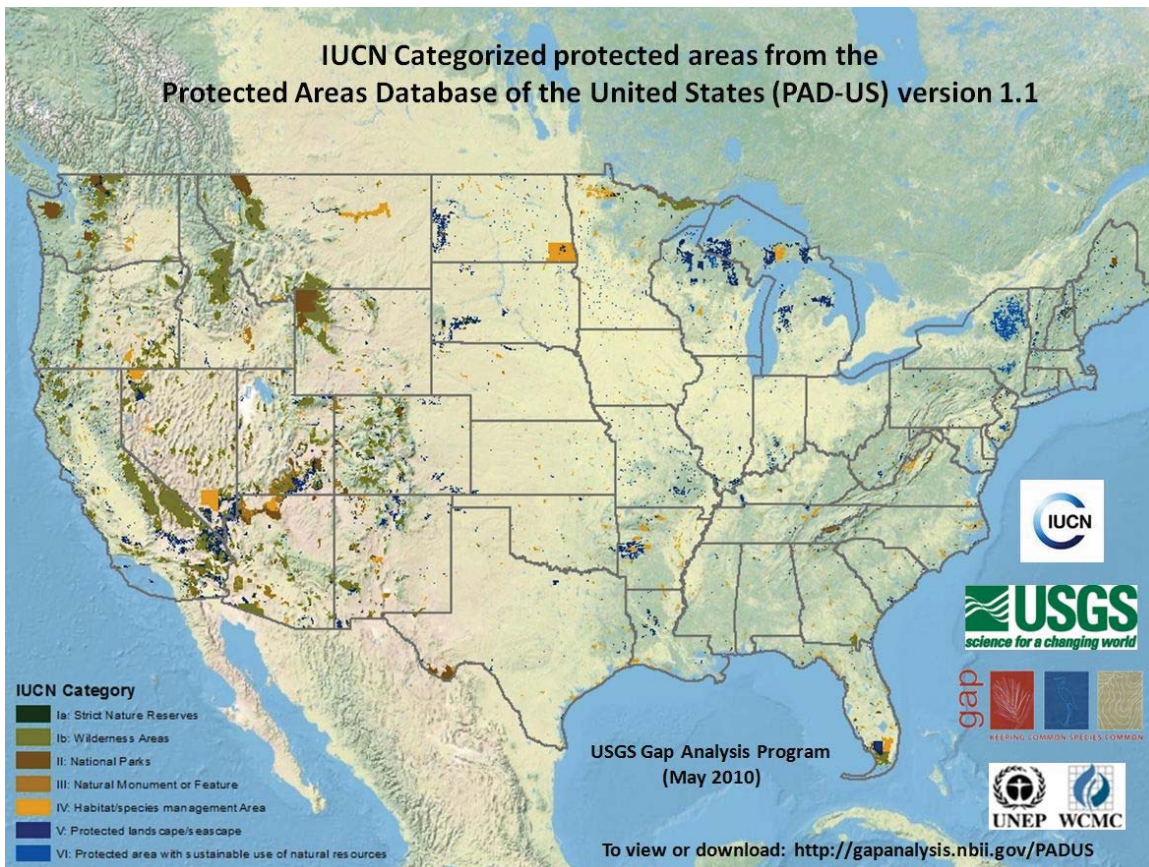 IUCN Categorized protected areas from the
Protected Areas Database of the United States (PAD-US) version 1.1
IUCN
USGS
science for a changing world
gap
KEEPING COMMON SPECIES COMMON
IUCN Category
Ia: Strict Nature Reserves
Ib: Wilderness Areas
II: National Parks
III: Natural Monument or Feature
IV: Habitat/species management Area
V: Protected landscape/seascape
VI: Protected area with sustainable use of natural resources
USGS Gap Analysis Program
(May 2010)
UNEP WCMC
To view or download: http://gapanalysis.nbii.gov/PADUS